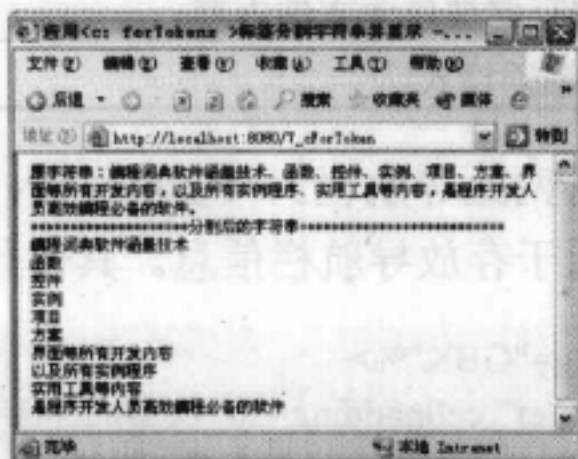 应用<c: forTokens >标签分割字符串并显示 -...
文件(F) 编辑(E) 查看(V) 收藏(A) 工具(T) 帮助(H)
后退 搜索 收藏夹 媒体
地址(D) http://localhost:8080/T_cForToken 转到
原字符串：编程词典软件涵盖技术、函数、控件、实例、项目、方案、界
面等所有开发内容，以及所有实例程序、实用工具等内容，是程序开发人
员高效编程必备的软件。
分割后的字符串
编程词典软件涵盖技术
函数
控件
实例
项目
方案
界面等所有开发内容
以及所有实例程序
实用工具等内容
是程序开发人员高效编程必备的软件
完毕 本地 Intranet